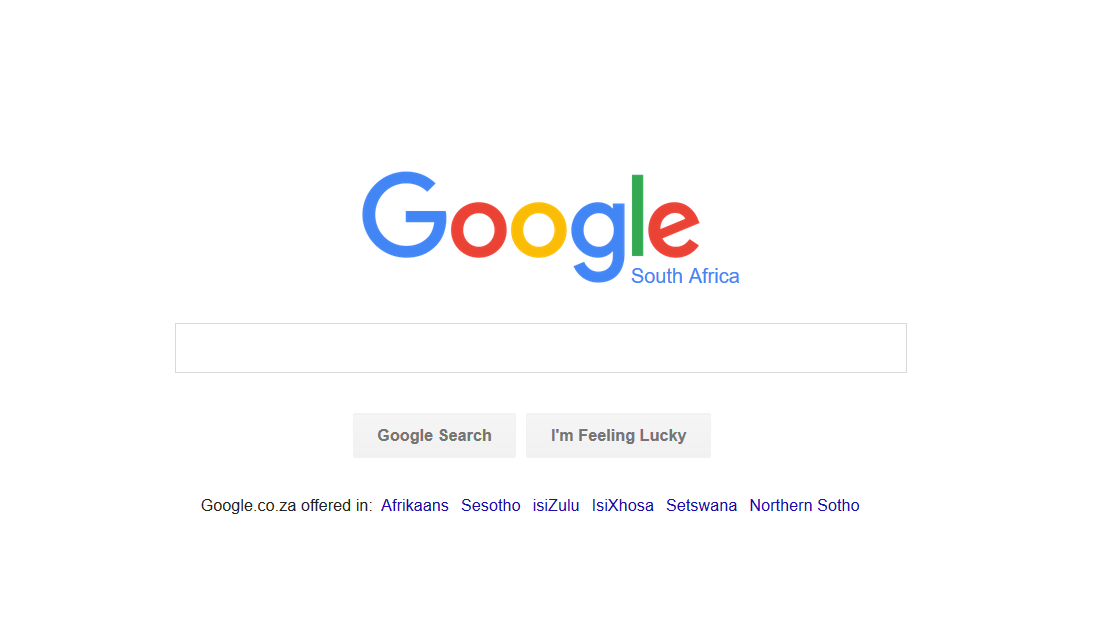 Google
South Africa
Google Search I'm Feeling Lucky
Google.co.za offered in: Afrikaans Sesotho isiZulu IsiXhosa Setswana Northern Sotho